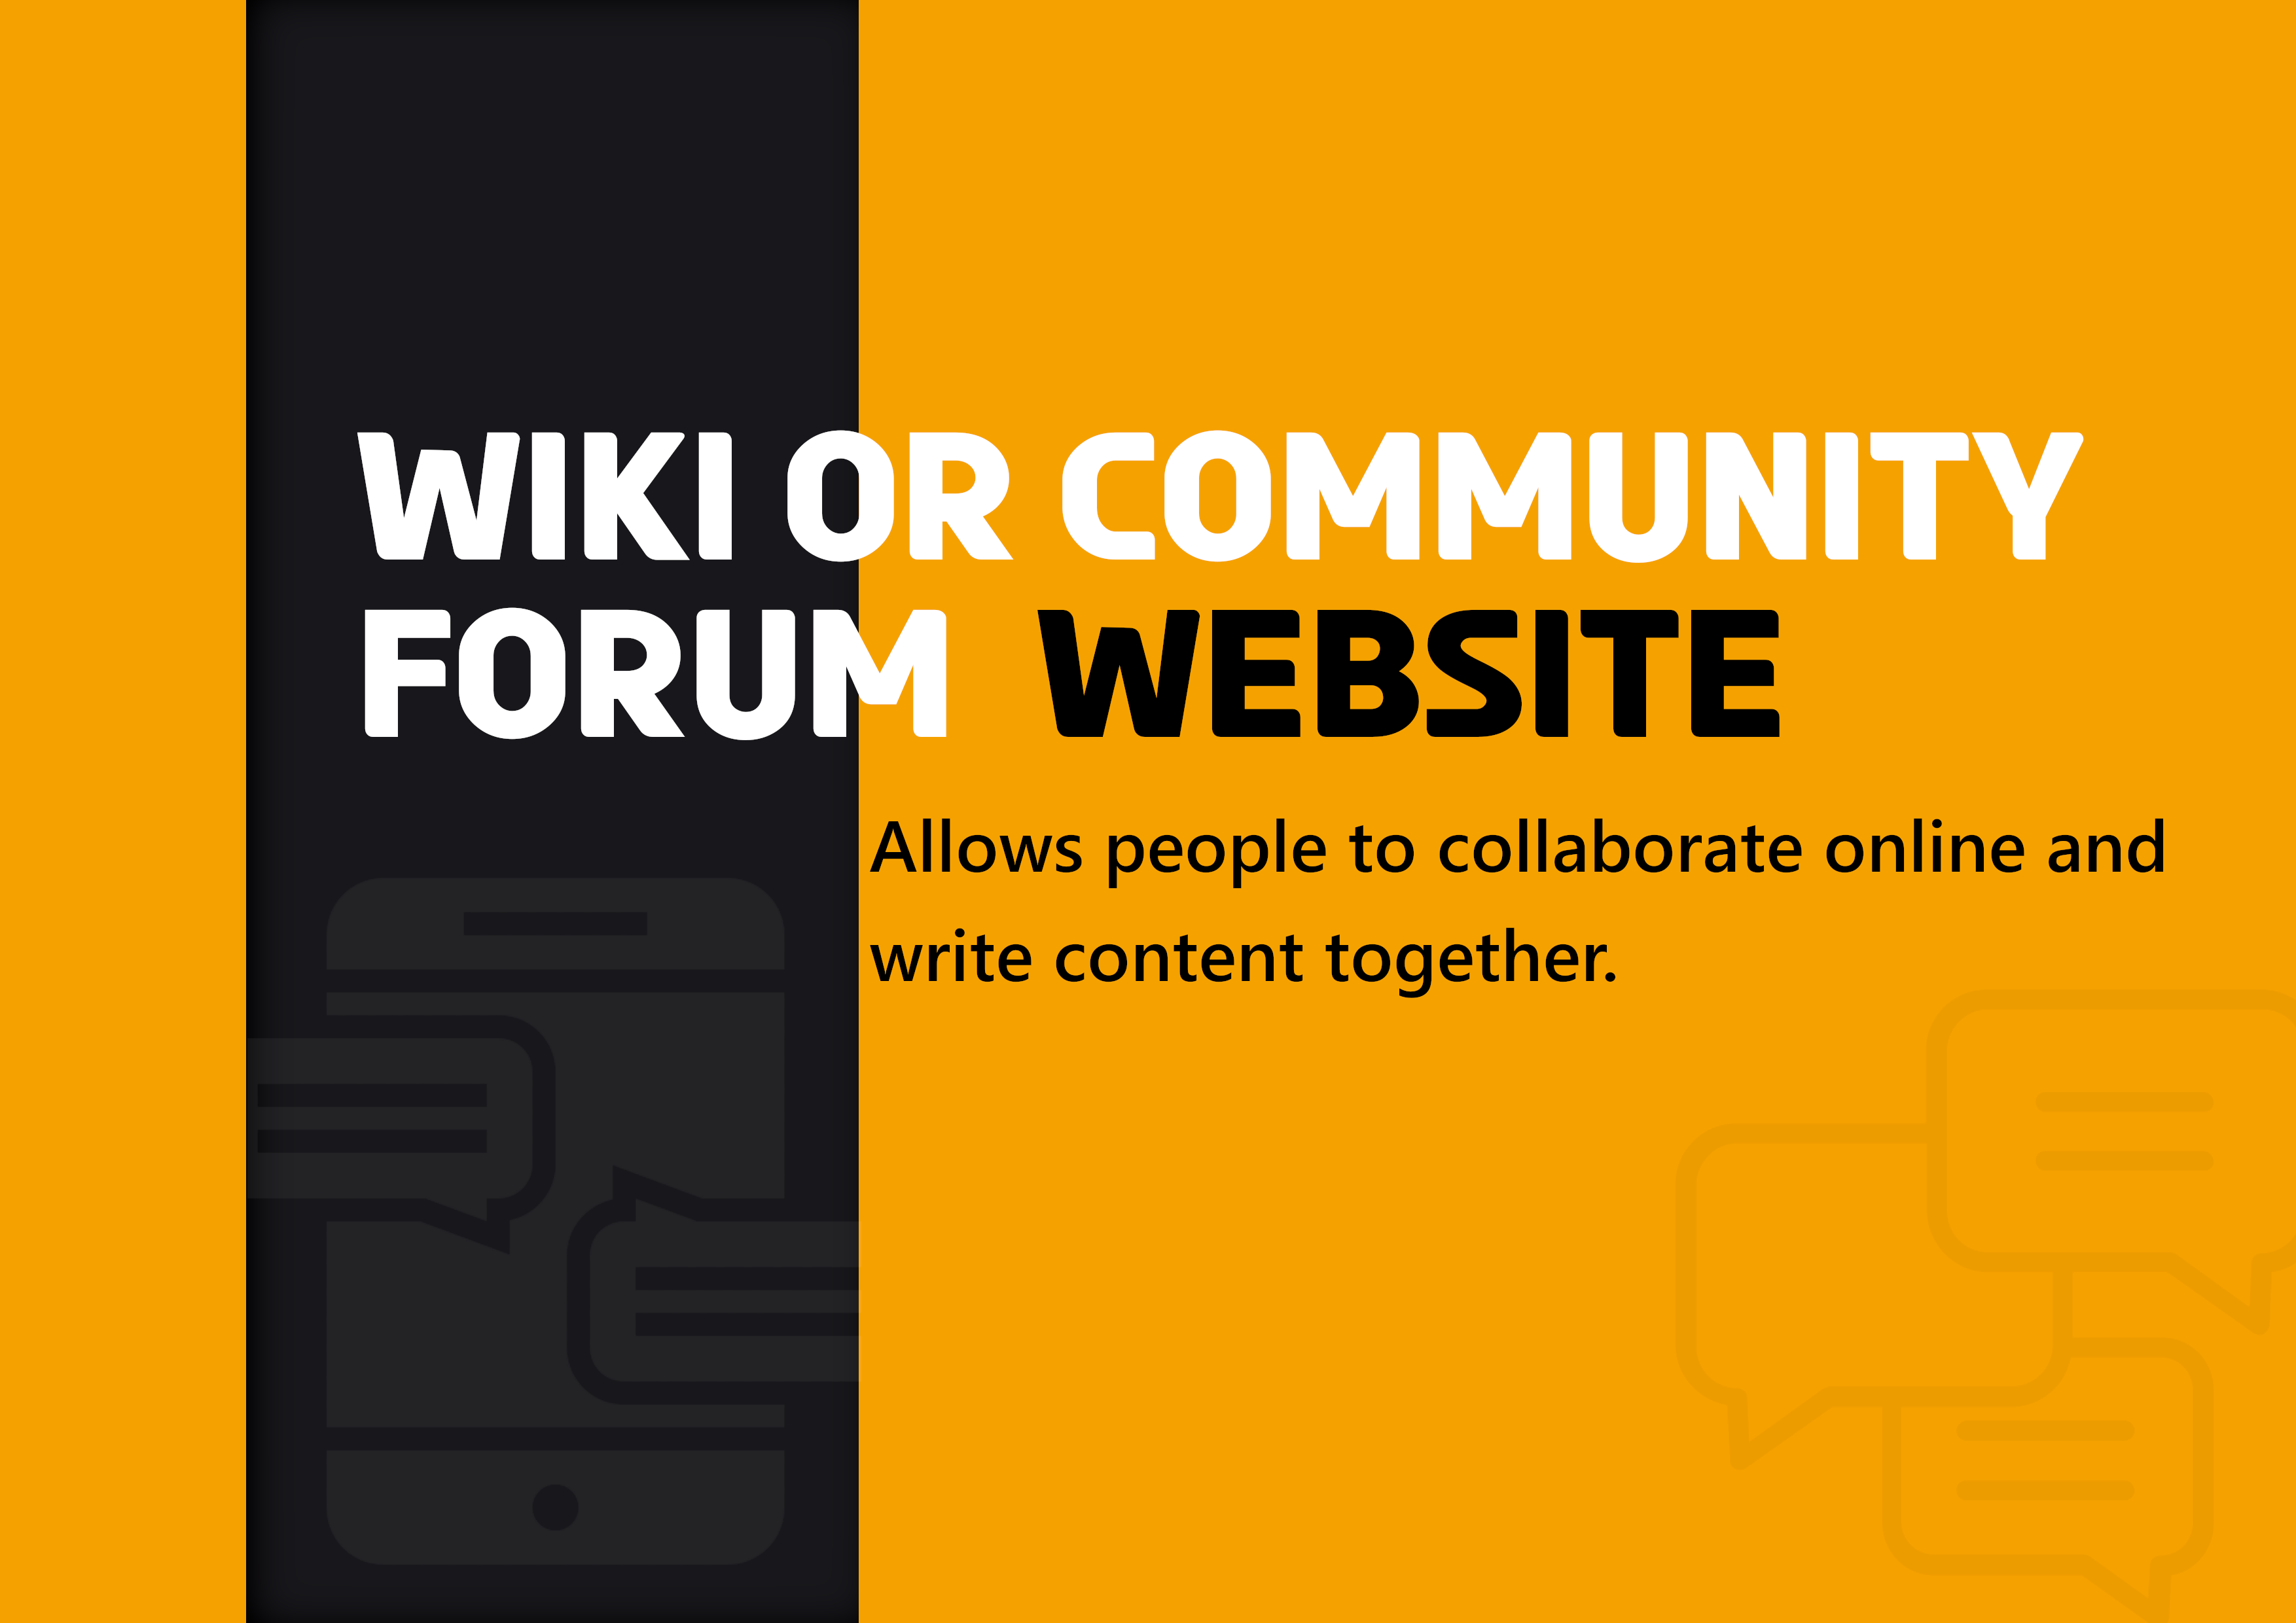 WIKI OR COMMUNITY
FORUM WEBSITE
Allows people to collaborate online and
write content together.